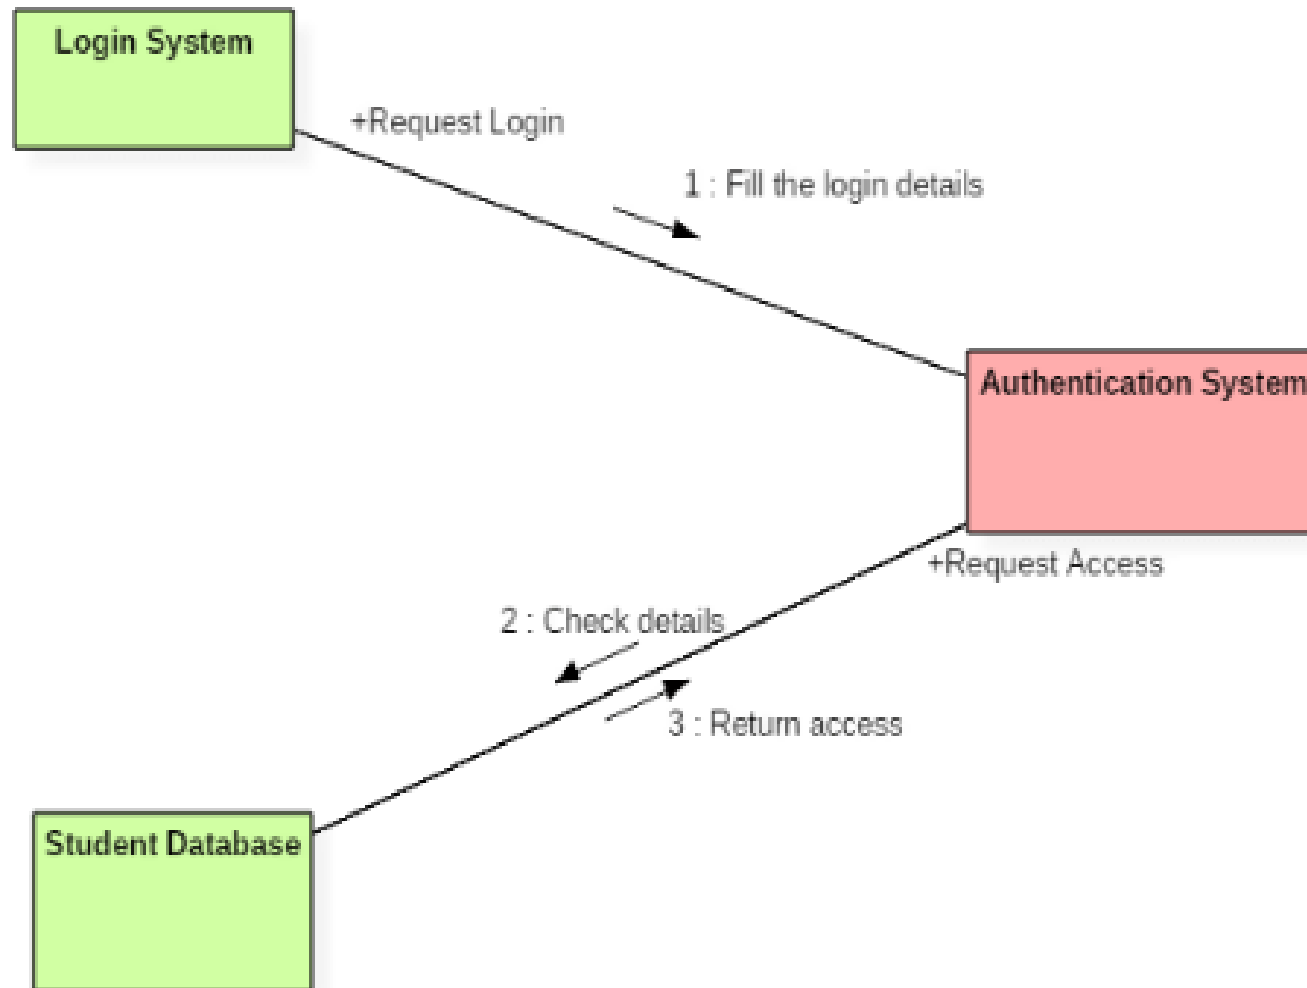 Login System
+Request Login
1 : Fill the login details
Authentication System
+Request Access
2 : Check details
3 : Return access
Student Database